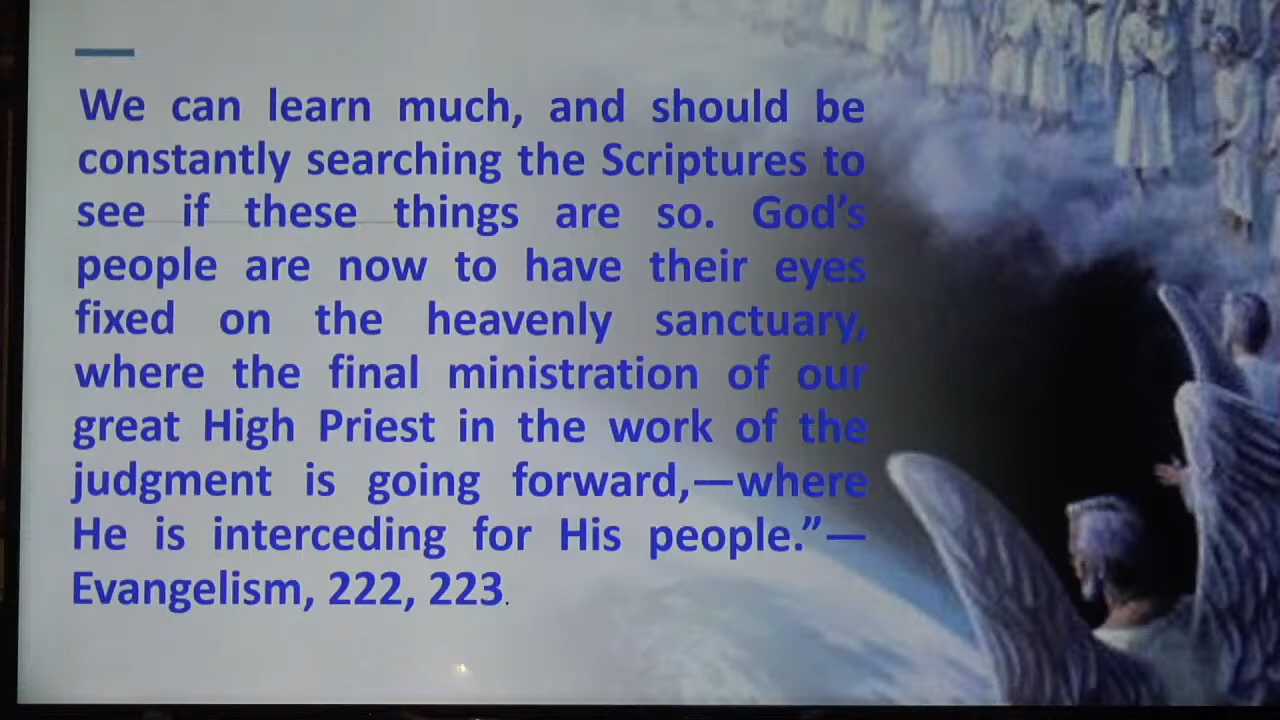 We can learn much, and should be
constantly searching the Scriptures to
see if these things are so. God’s
people are now to have their eyes
fixed on the heavenly sanctuary,
where the final ministration of our
great High Priest in the work of the
judgment is going forward,—where
He is interceding for His people.”—
Evangelism, 222, 223.